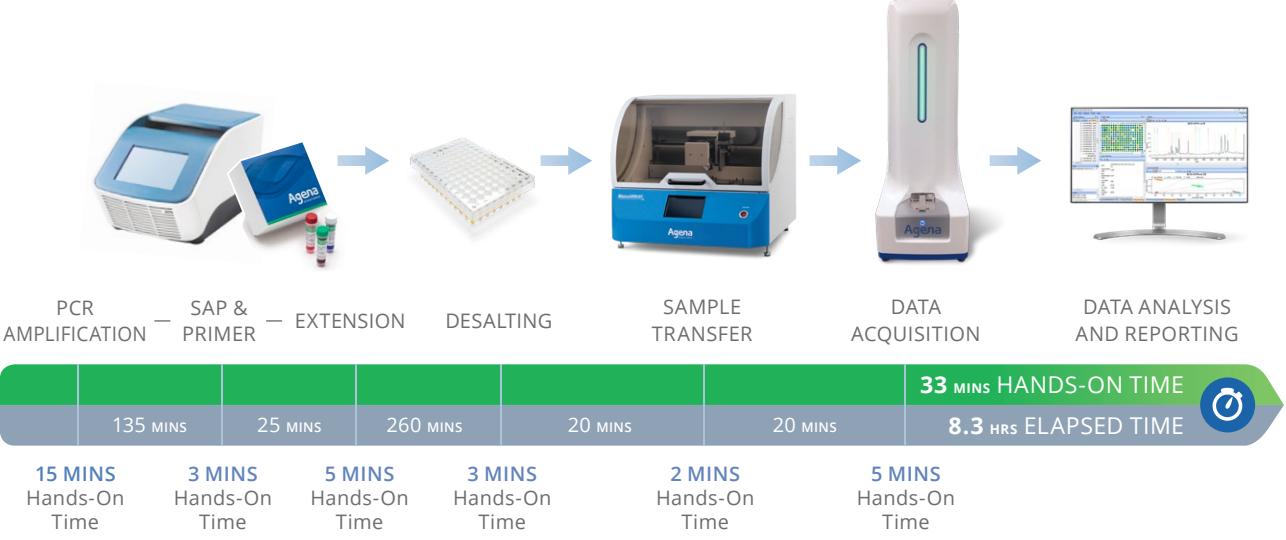 Agena
Agena
Agena
PCR
AMPLIFICATION
—
SAP &
PRIMER
—
EXTENSION
DESALTING
SAMPLE
TRANSFER
DATA
ACQUISITION
DATA ANALYSIS
AND REPORTING
33 MINS HANDS-ON TIME
135 MINS
25 MINS
260 MINS
20 MINS
20 MINS
8.3 HRS ELAPSED TIME
15 MINS
Hands-On
Time
3 MINS
Hands-On
Time
5 MINS
Hands-On
Time
3 MINS
Hands-On
Time
2 MINS
Hands-On
Time
5 MINS
Hands-On
Time